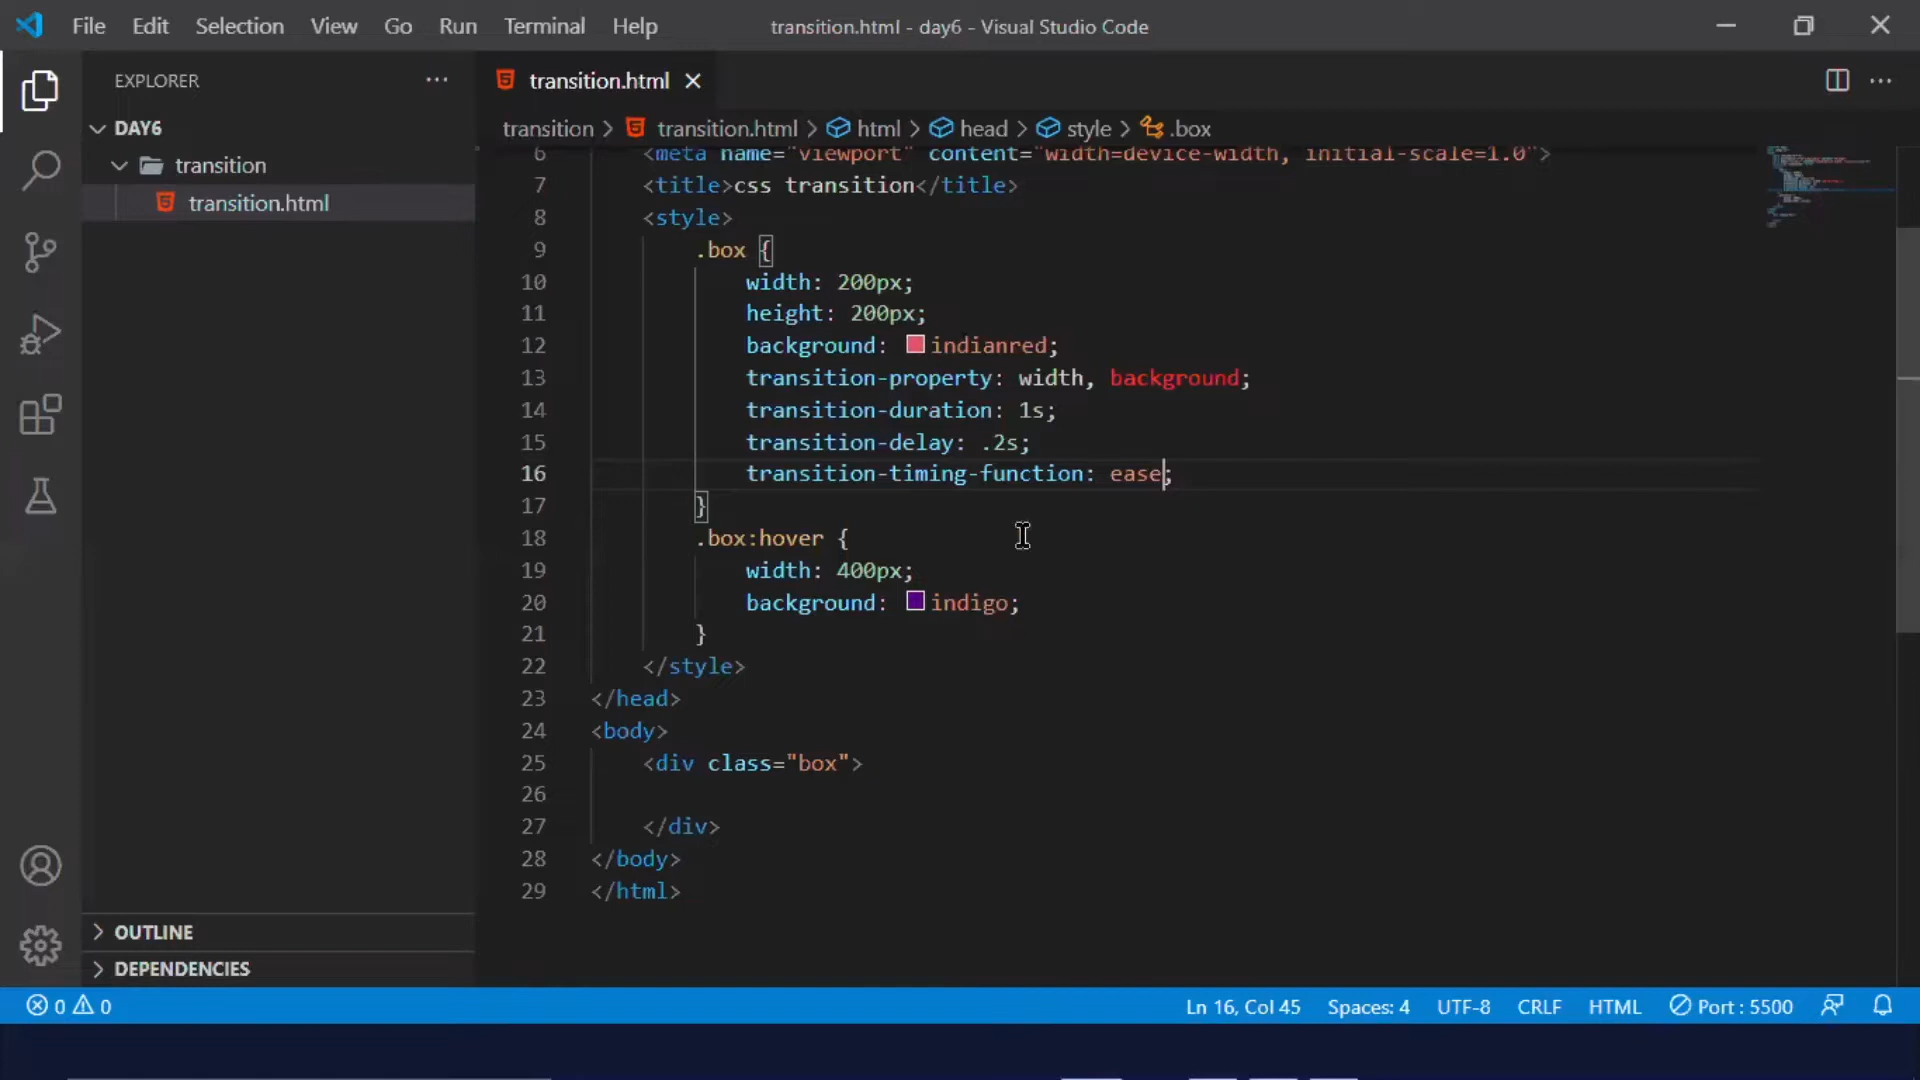 File Edit Selection View Go Run Terminal Help transition.html - day6 - Visual Studio Code
EXPLORER
DAY6
transition
transition.html
OUTLINE
DEPENDENCIES
transition.html
transition > transition.html > html > head > style > .box
6 <meta name="viewport" content="width=device-width, initial-scale=1.0">
7 <title>css transition</title>
8 <style>
9 .box {
10 width: 200px;
11 height: 200px;
12 background: indianred;
13 transition-property: width, background;
14 transition-duration: 1s;
15 transition-delay: .2s;
16 transition-timing-function: ease;
17 }
18 .box:hover {
19 width: 400px;
20 background: indigo;
21 }
22 </style>
23 </head>
24 <body>
25 <div class="box">
26
27 </div>
28 </body>
29 </html>
0 0 Ln 16, Col 45 Spaces: 4 UTF-8 CRLF HTML Port : 5500